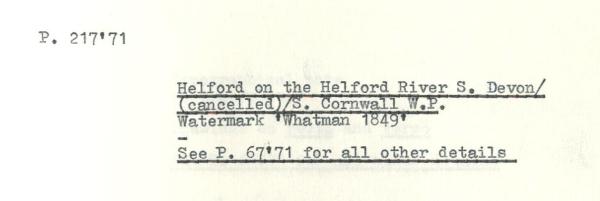 P. 217'71
Helford on the Helford River S. Devon/
(cancelled)/S. Cornwall W.P.
Watermark 'Whatman 1849'
See P. 67'71 for all other details